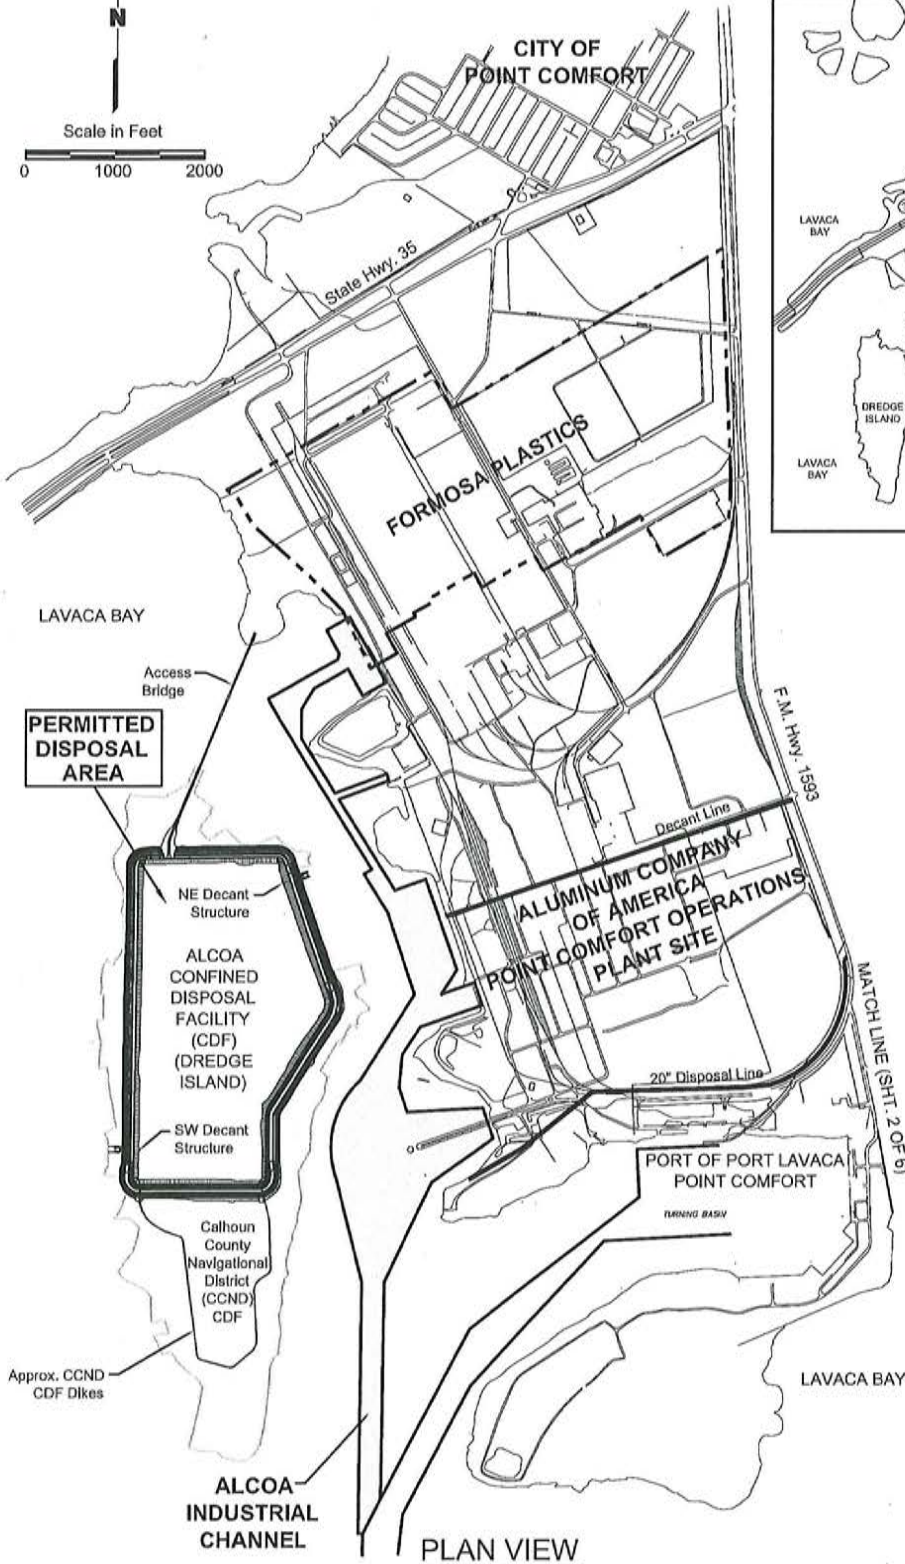 N
Scale in Feet
0 1000 2000
CITY OF
POINT COMFORT
State Hwy. 35
LAVACA
BAY
DREDGE
ISLAND
LAVACA
BAY
FORMOSA PLASTICS
LAVACA BAY
Access
Bridge
PERMITTED
DISPOSAL
AREA
F.M. Hwy. 1593
Decant Line
ALUMINUM COMPANY
OF AMERICA
POINT COMFORT OPERATIONS
PLANT SITE
NE Decant
Structure
ALCOA
CONFINED
DISPOSAL
FACILITY
(CDF)
(DREDGE
ISLAND)
MATCH LINE (SHT. 2 OF 6)
20" Disposal Line
SW Decant
Structure
PORT OF PORT LAVACA
POINT COMFORT
TURNING BASIN
Calhoun
County
Navigational
District
(CCND)
CDF
Approx. CCND
CDF Dikes
LAVACA BAY
ALCOA
INDUSTRIAL
CHANNEL
PLAN VIEW